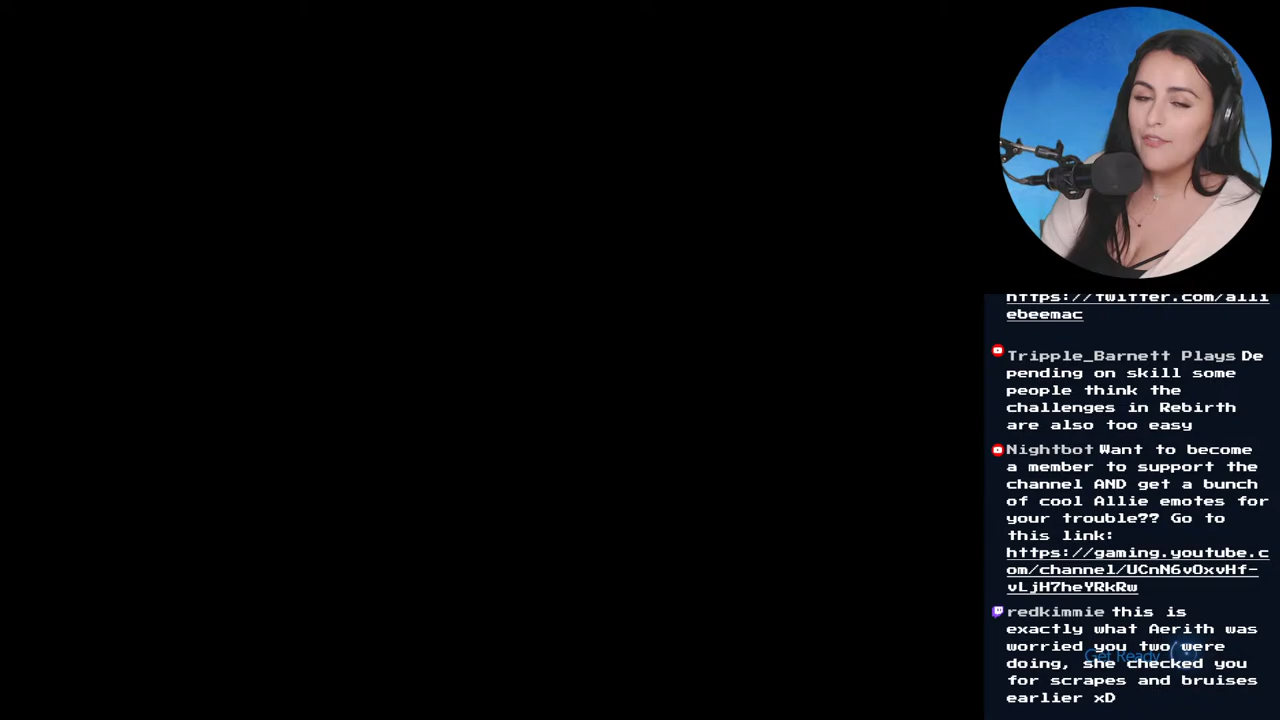 https://twitter.com/alli
ebeemac
Tripple_Barnett Plays De
pending on skill some
people think the
challenges in Rebirth
are also too easy
Nightbot Want to become
a member to support the
channel AND get a bunch
of cool Allie emotes for
your trouble?? Go to
this link:
https://gaming.youtube.c
om/channel/UCnN6vOxvHf-
vLjH7heYRkRw
redkimmie this is
exactly what Aerith was
worried you two were
Get Ready
doing, she checked you
for scrapes and bruises
earlier xD